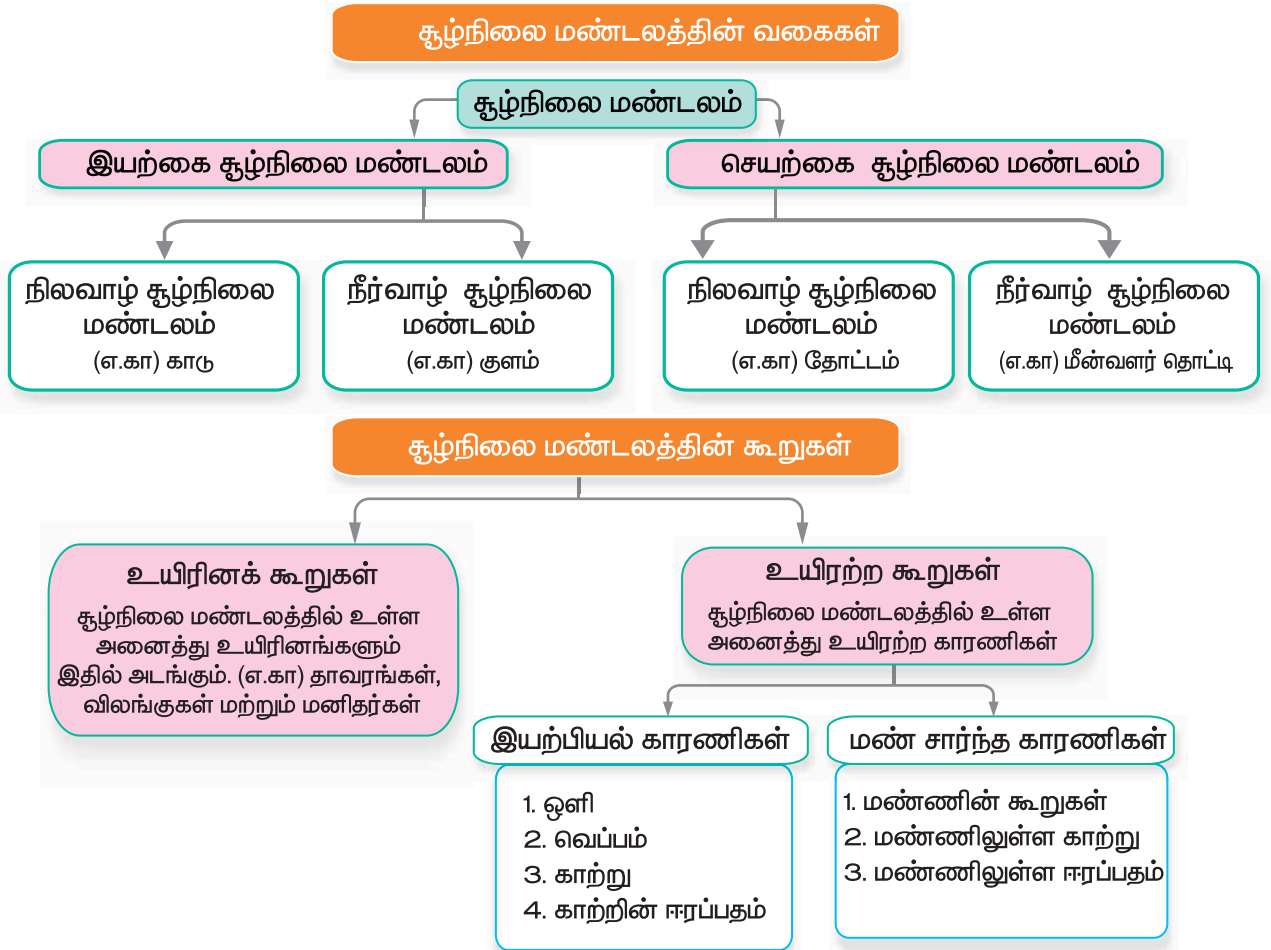 சூழ்நிலை மண்டலத்தின் வகைகள்
சூழ்நிலை மண்டலம்
இயற்கை சூழ்நிலை மண்டலம்
செயற்கை சூழ்நிலை மண்டலம்
நிலவாழ் சூழ்நிலை
மண்டலம்
(எ.கா) காடு
நீர்வாழ் சூழ்நிலை
மண்டலம்
(எ.கா) குளம்
நிலவாழ் சூழ்நிலை
மண்டலம்
(எ.கா) தோட்டம்
நீர்வாழ் சூழ்நிலை
மண்டலம்
(எ.கா) மீன்வளர் தொட்டி
சூழ்நிலை மண்டலத்தின் கூறுகள்
உயிரினக் கூறுகள்
சூழ்நிலை மண்டலத்தில் உள்ள
அனைத்து உயிரினங்களும்
இதில் அடங்கும். (எ.கா) தாவரங்கள்,
விலங்குகள் மற்றும் மனிதர்கள்
உயிரற்ற கூறுகள்
சூழ்நிலை மண்டலத்தில் உள்ள
அனைத்து உயிரற்ற காரணிகள்
இயற்பியல் காரணிகள்
1. ஒளி
2. வெப்பம்
3. காற்று
4. காற்றின் ஈரப்பதம்
மண் சார்ந்த காரணிகள்
1. மண்ணின் கூறுகள்
2. மண்ணிலுள்ள காற்று
3. மண்ணிலுள்ள ஈரப்பதம்